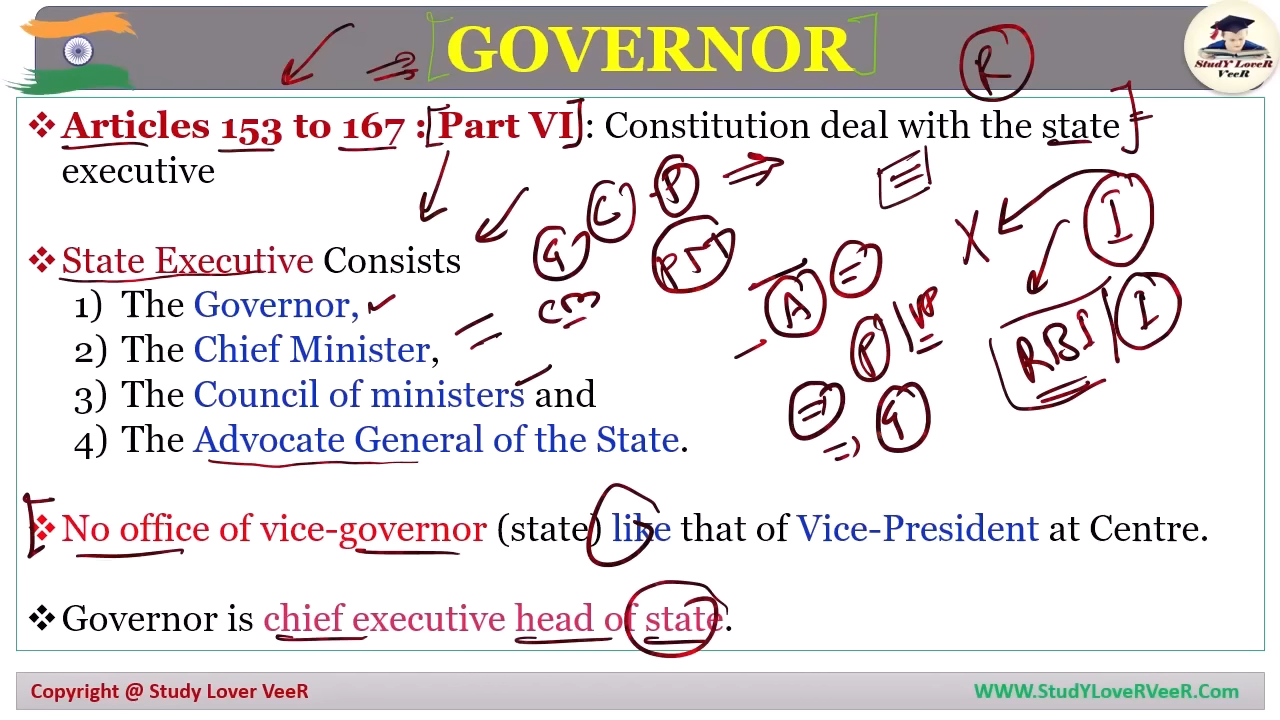 GOVERNOR
R
StudY LoveR
VeeR
❖ Articles 153 to 167 : [Part VI] : Constitution deal with the state
executive
G C P
PM
I
❖ State Executive Consists
1) The Governor,
CM
A
P | VP
RBI | I
2) The Chief Minister,
3) The Council of ministers and
G
4) The Advocate General of the State.
❖ No office of vice-governor (state) like that of Vice-President at Centre.
❖ Governor is chief executive head of state.
Copyright @ Study Lover VeeR
WWW.StudYLoveRVeeR.Com